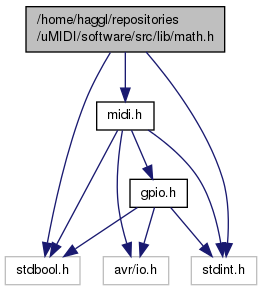 /home/haggl/repositories
/uMIDI/software/src/lib/math.h
midi.h
gpio.h
stdbool.h
avr/io.h
stdint.h